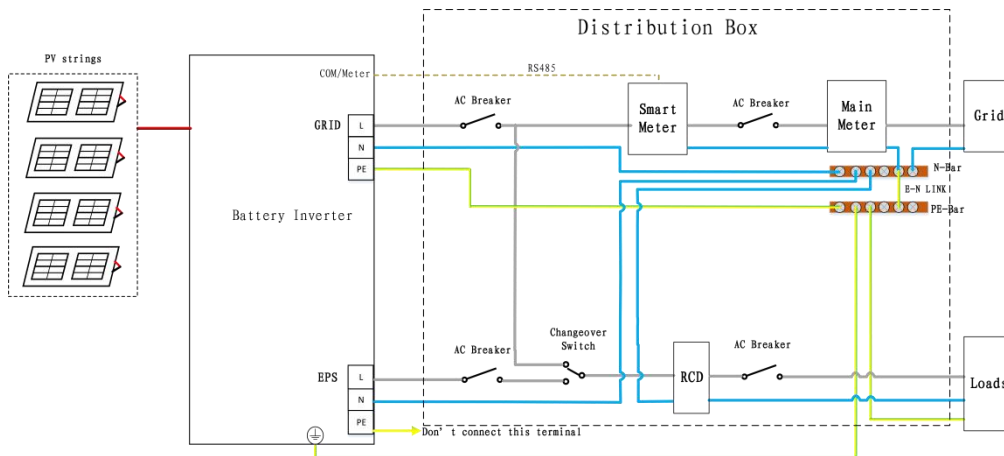 Distribution Box
PV strings
COM/Meter
RS485
AC Breaker
AC Breaker
Smart
Meter
Main
Meter
Grid
GRID
L
N
PE
N-Bar
E-N LINK
PE-Bar
Battery Inverter
Changeover
Switch
AC Breaker
AC Breaker
EPS
L
N
PE
RCD
Loads
Don't connect this terminal